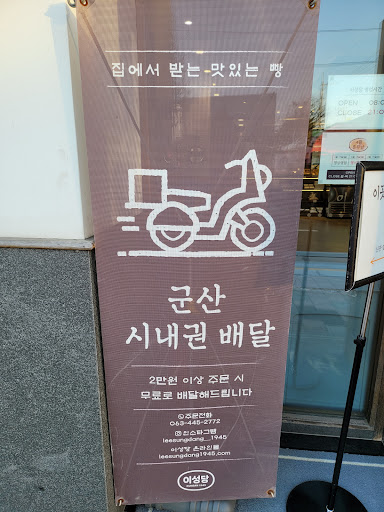 집에서 받는 맛있는 빵
군산
시내권 배달
2만원 이상 주문 시
무료로 배달해드립니다
주문전화
063-445-2772
인스타그램
leesungdang_1945
이성당 온라인몰
leesungdang1945.com
이성당
OPEN
CLOSE